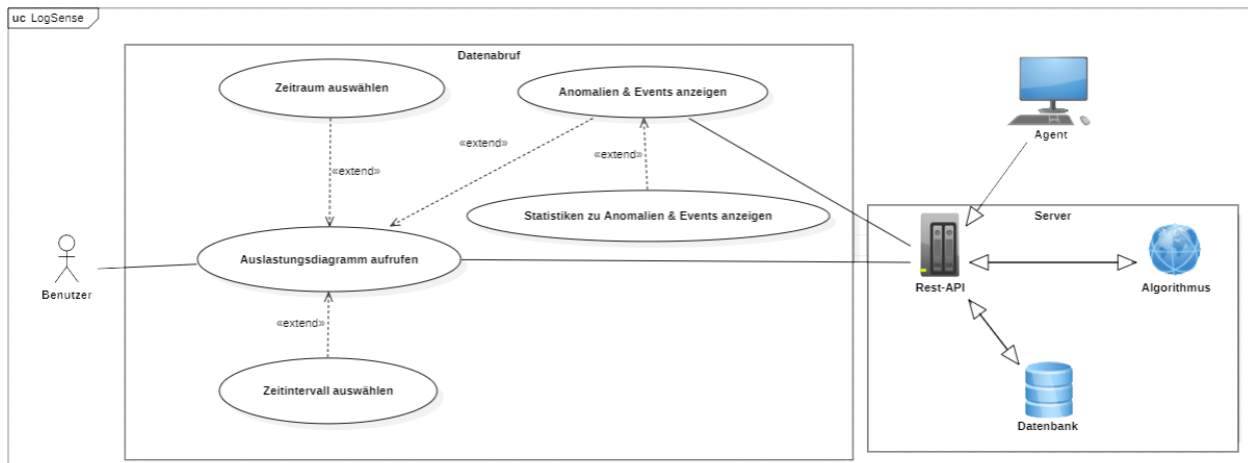 uc LogSense
Datenabruf
Zeitraum auswählen
Anomalien & Events anzeigen
Agent
«extend»
«extend»
«extend»
Statistiken zu Anomalien & Events anzeigen
Server
Auslastungsdiagramm aufrufen
Benutzer
Rest-API
Algorithmus
«extend»
Zeitintervall auswählen
Datenbank